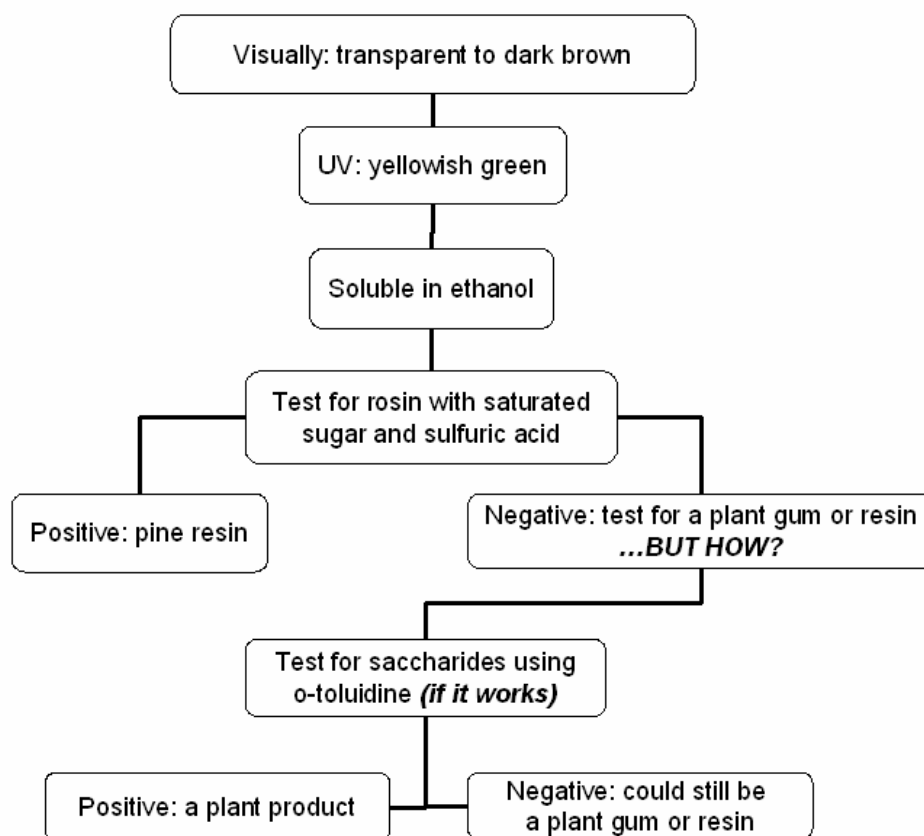 Visually: transparent to dark brown
UV: yellowish green
Soluble in ethanol
Test for rosin with saturated
sugar and sulfuric acid
Positive: pine resin
Negative: test for a plant gum or resin
...BUT HOW?
Test for saccharides using
o-toluidine (if it works)
Positive: a plant product
Negative: could still be
a plant gum or resin